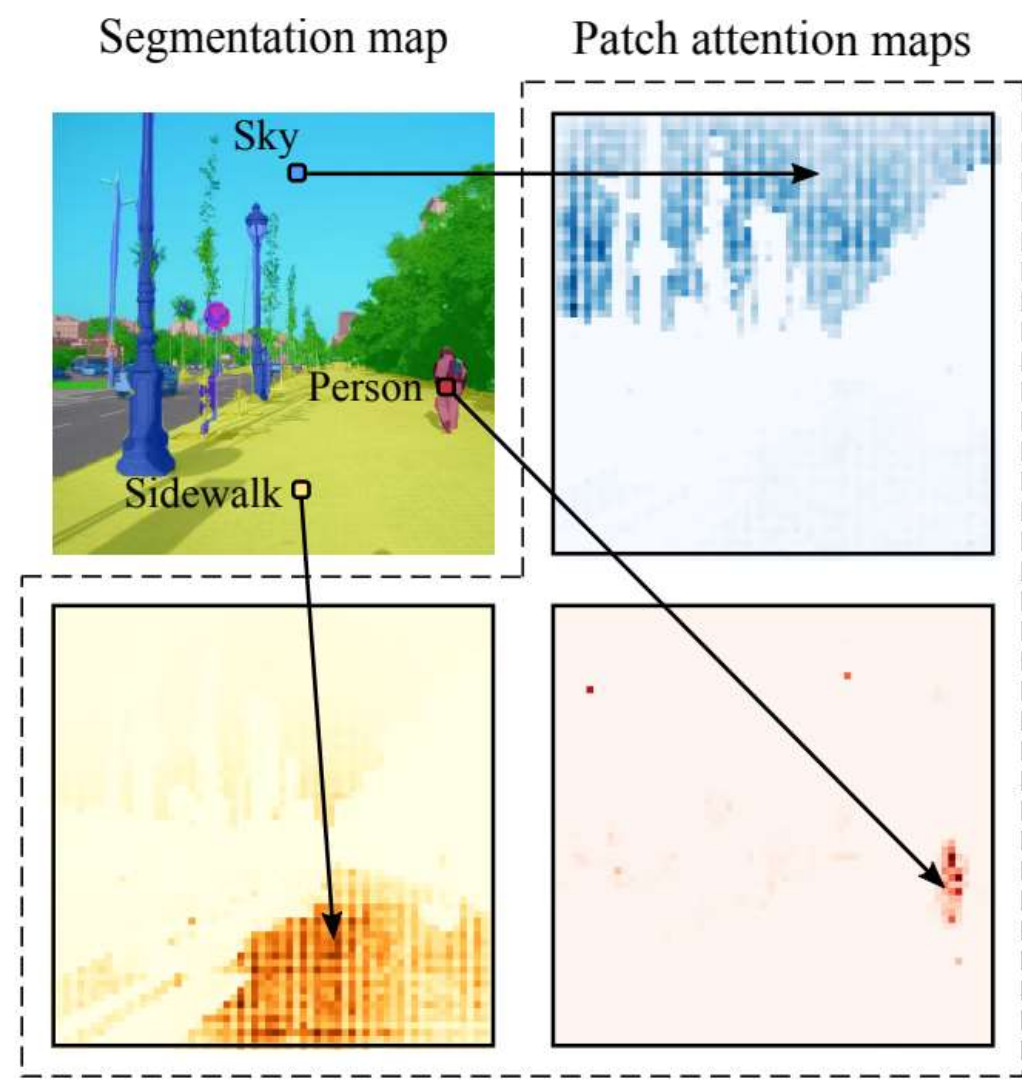 Segmentation map
Patch attention maps
Sky
Person
Sidewalk